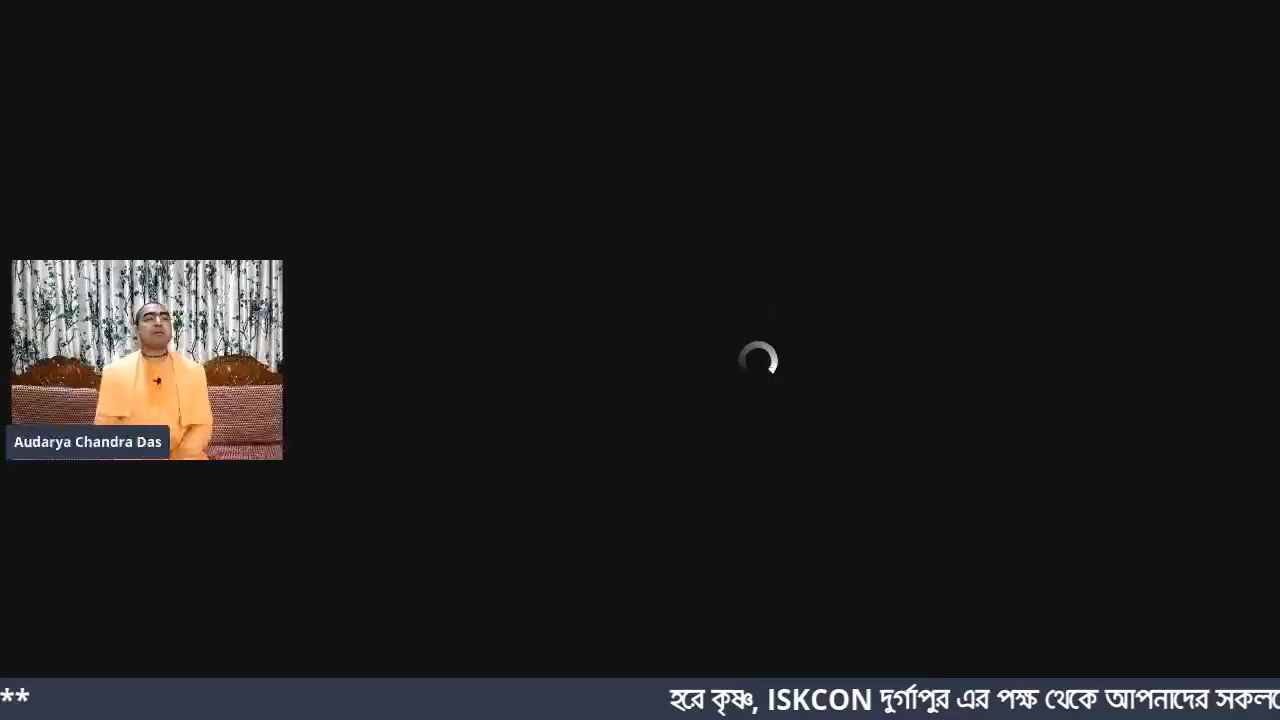 Audarya Chandra Das
** হরে কৃষ্ণ, ISKCON দুর্গাপুর এর পক্ষ থেকে আপনাদের